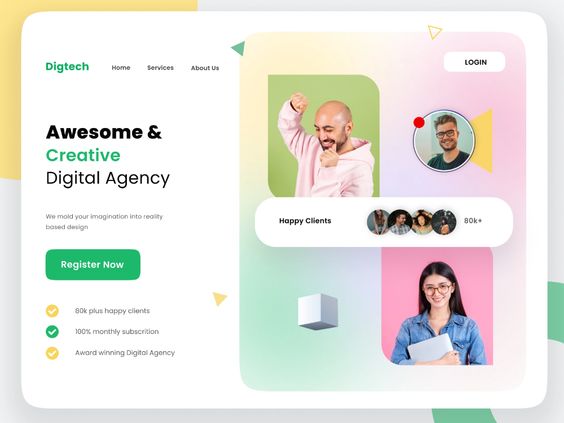 Digtech
Home Services About Us
LOGIN
Awesome &
Creative
Digital Agency
We mold your imagination into reality
based design
Register Now
80k plus happy clients
100% monthly subscrition
Award winning Digital Agency
Happy Clients 80k+